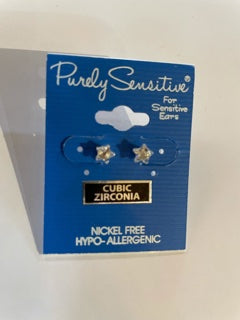 Purely Sensitive®
For
Sensitive
Ears
CUBIC
ZIRCONIA
NICKEL FREE
HYPO-ALLERGENIC